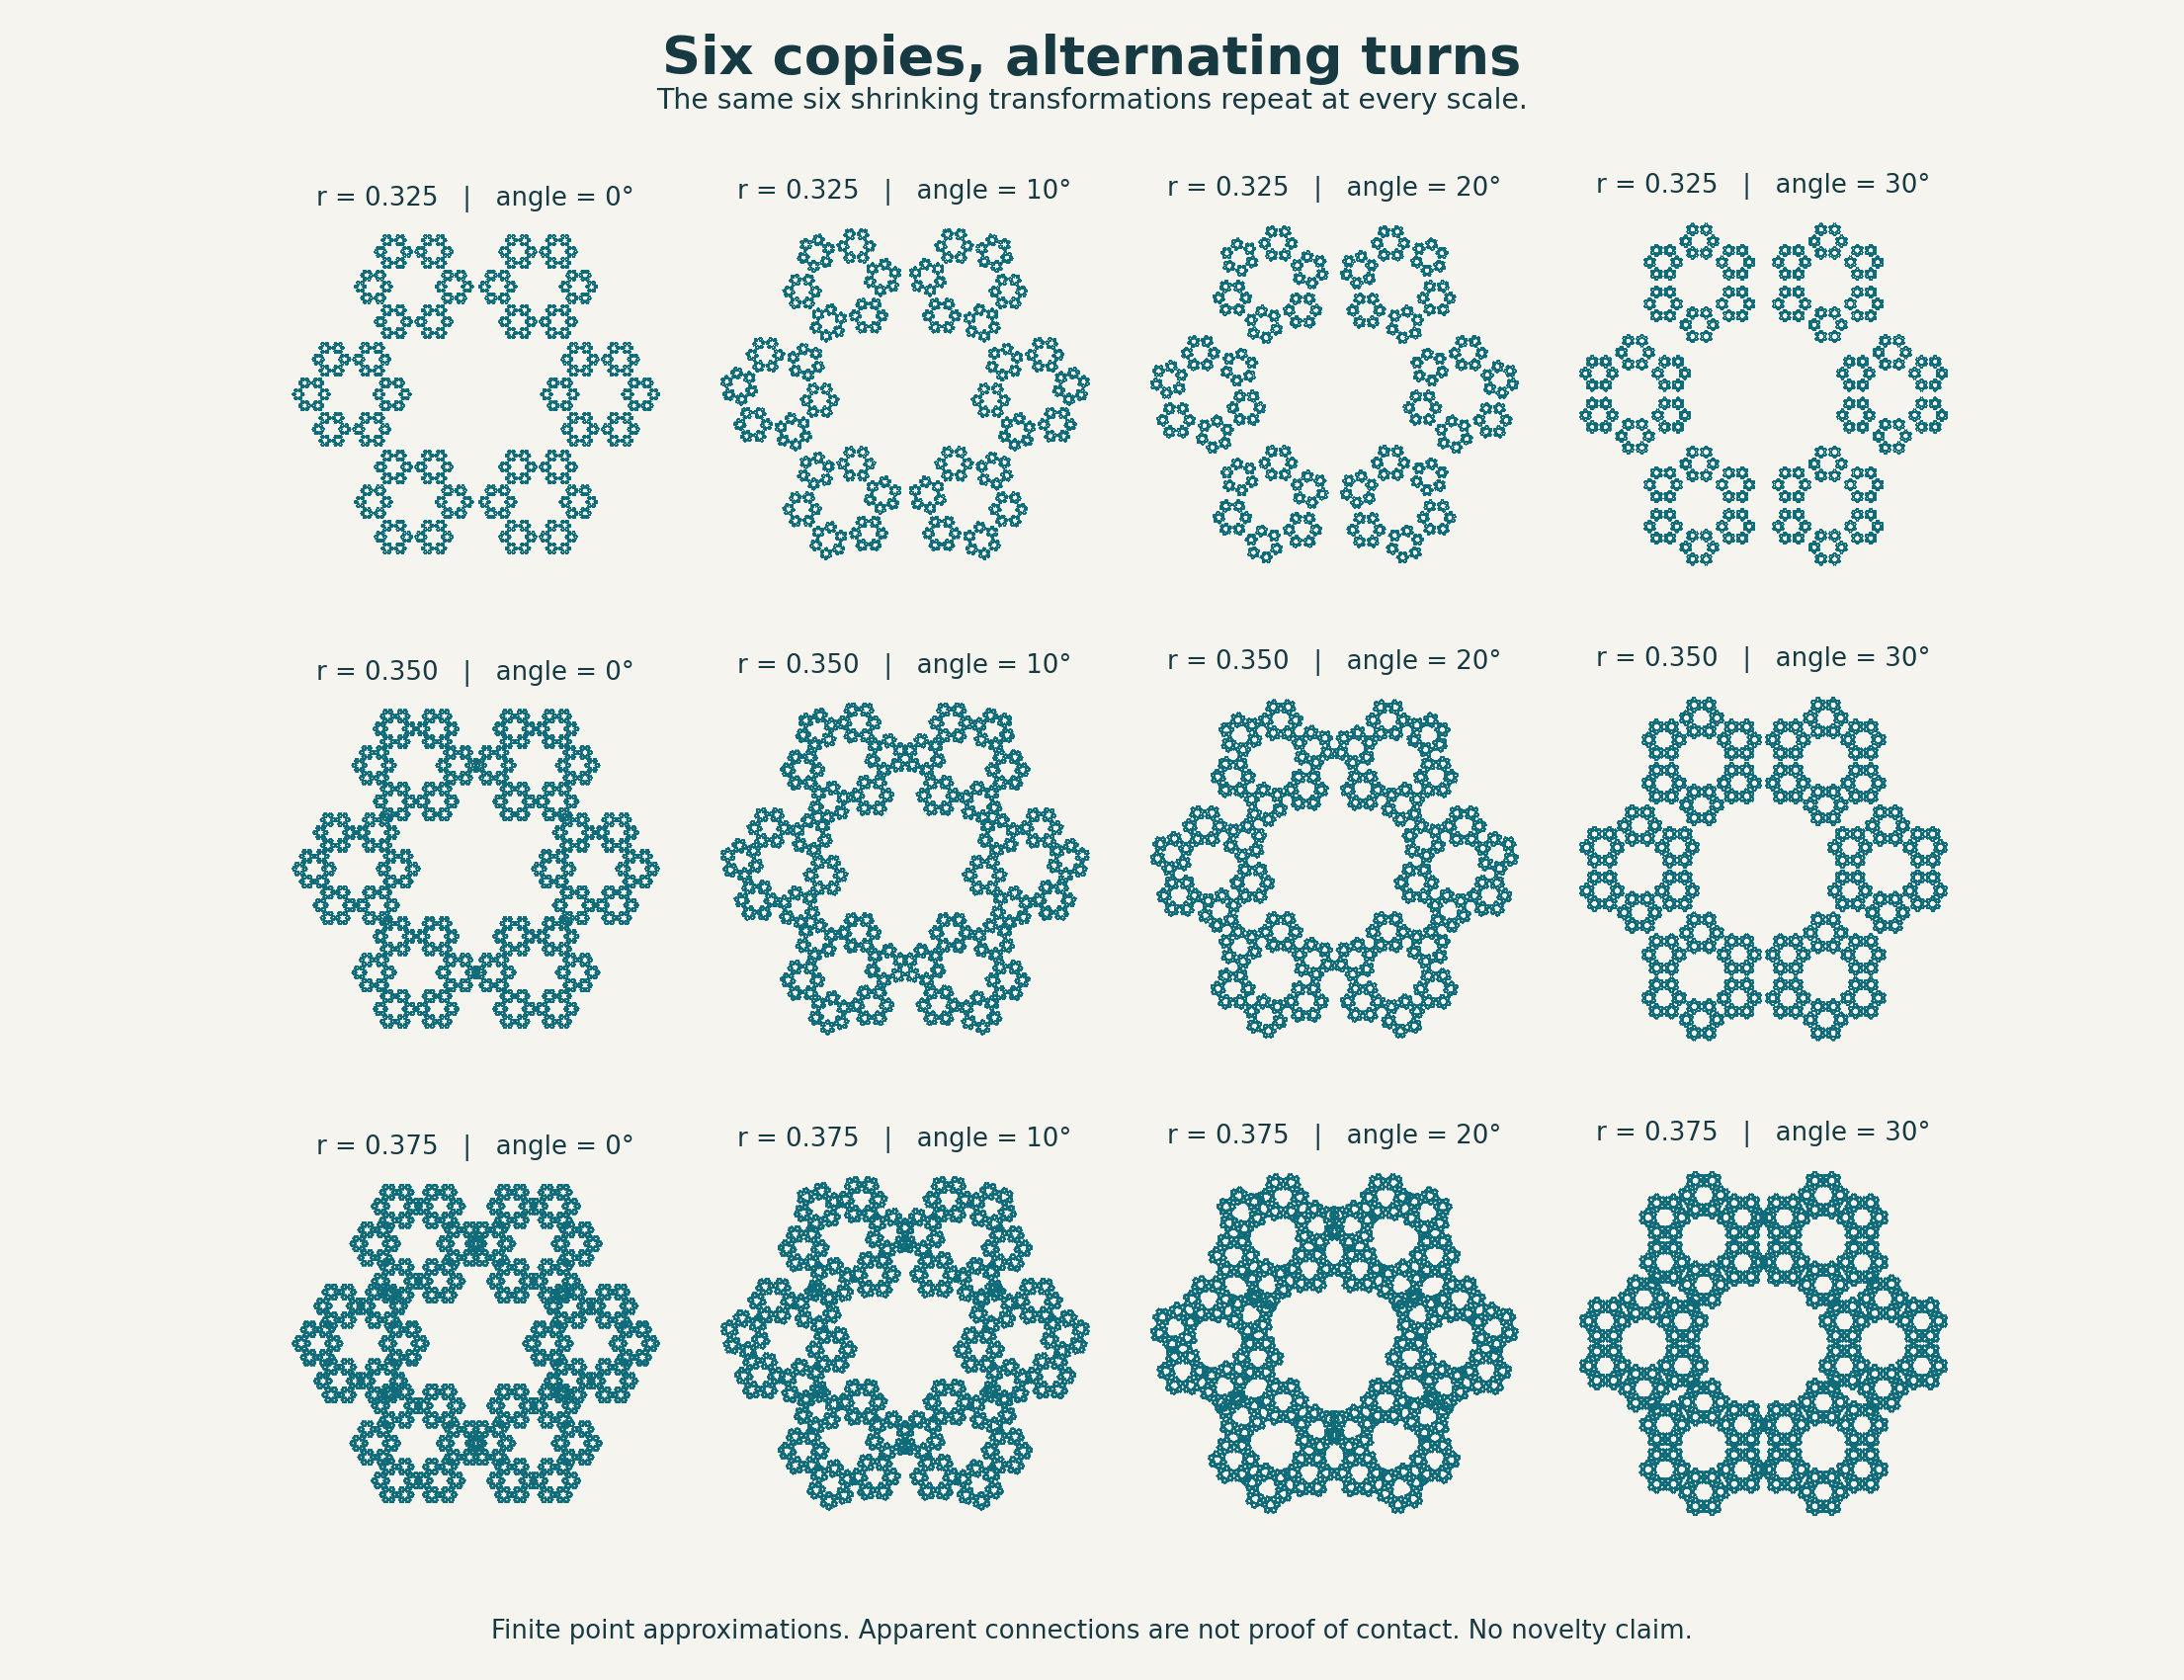 Six copies, alternating turns
The same six shrinking transformations repeat at every scale.
r = 0.325 | angle = 0°
r = 0.325 | angle = 10°
r = 0.325 | angle = 20°
r = 0.325 | angle = 30°
r = 0.350 | angle = 0°
r = 0.350 | angle = 10°
r = 0.350 | angle = 20°
r = 0.350 | angle = 30°
r = 0.375 | angle = 0°
r = 0.375 | angle = 10°
r = 0.375 | angle = 20°
r = 0.375 | angle = 30°
Finite point approximations. Apparent connections are not proof of contact. No novelty claim.